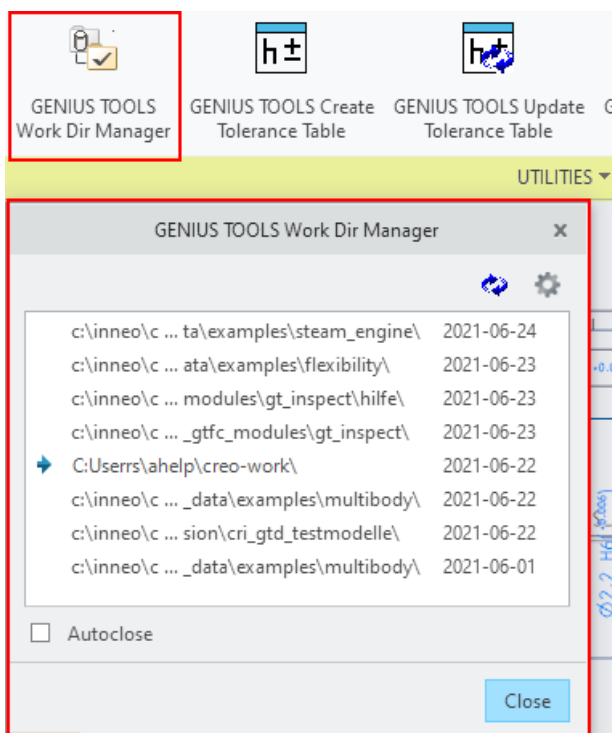 GENIUS TOOLS
Work Dir Manager
GENIUS TOOLS Create
Tolerance Table
GENIUS TOOLS Update
Tolerance Table
G
h ±
h±
UTILITIES
GENIUS TOOLS Work Dir Manager
c:\inneo\c ... ta\examples\steam_engine\ 2021-06-24
c:\inneo\c ... ata\examples\flexibility\ 2021-06-23
c:\inneo\c ... modules\gt_inspect\hilfe\ 2021-06-23
c:\inneo\c ... _gtfc_modules\gt_inspect\ 2021-06-23
C:Userrs\ahelp\creo-work\ 2021-06-22
c:\inneo\c ... _data\examples\multibody\ 2021-06-22
c:\inneo\c ... sion\cri_gtd_testmodelle\ 2021-06-22
c:\inneo\c ... _data\examples\multibody\ 2021-06-01
Autoclose
Close
Ø2.2 H6